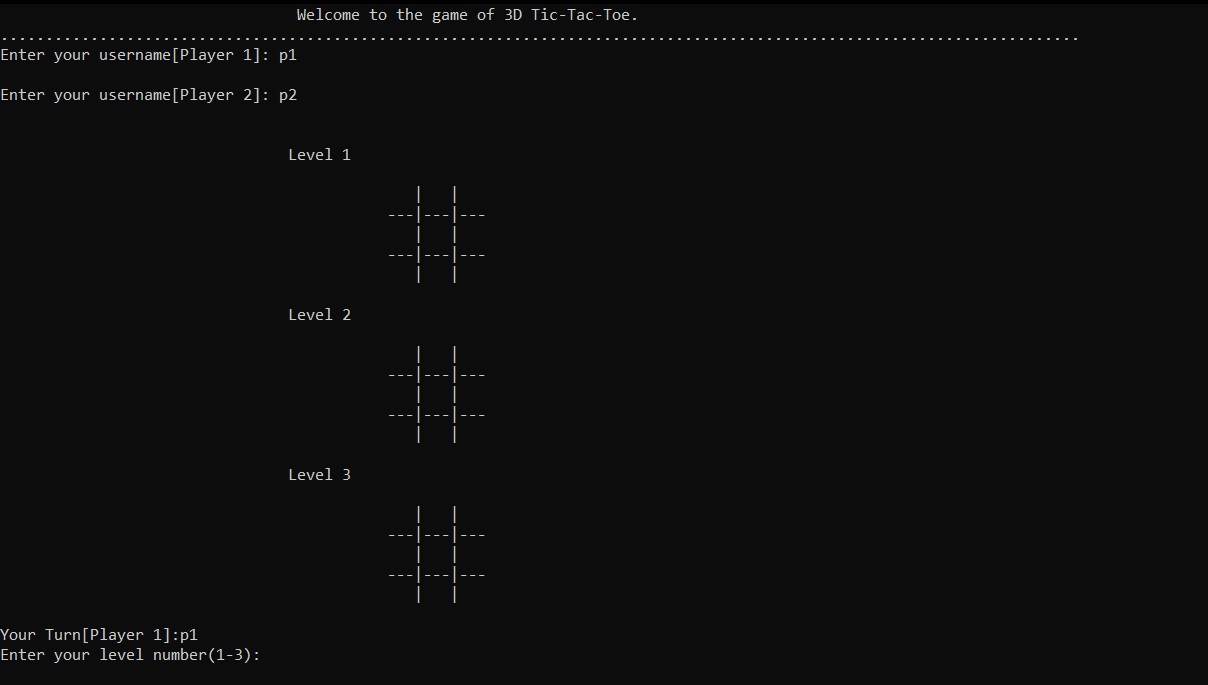 Welcome to the game of 3D Tic-Tac-Toe.
........................................................................................................................
Enter your username[Player 1]: p1
Enter your username[Player 2]: p2
Level 1
   |   |
---|---|---
   |   |
---|---|---
   |   |
Level 2
   |   |
---|---|---
   |   |
---|---|---
   |   |
Level 3
   |   |
---|---|---
   |   |
---|---|---
   |   |
Your Turn[Player 1]:p1
Enter your level number(1-3):